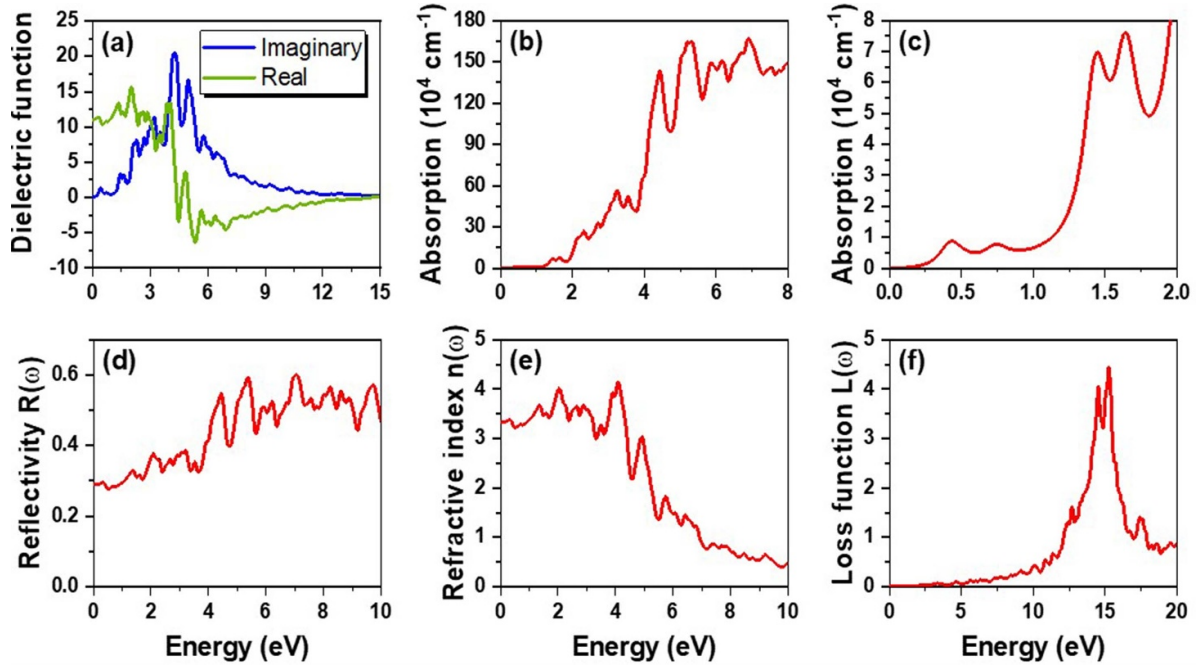 (a)
Imaginary
Real
Dielectric function
25
20
15
10
5
0
-5
-10
0 3 6 9 12 15
(b)
Absorption (10⁴ cm⁻¹)
180
150
120
90
60
30
0
0 2 4 6 8
(c)
Absorption (10⁴ cm⁻¹)
8
7
6
5
4
3
2
1
0
0.0 0.5 1.0 1.5 2.0
(d)
Reflectivity R(ω)
0.6
0.4
0.2
0.0
0 2 4 6 8 10
Energy (eV)
(e)
Refractive index n(ω)
5
4
3
2
1
0
0 2 4 6 8 10
Energy (eV)
(f)
Loss function L(ω)
5
4
3
2
1
0
0 5 10 15 20
Energy (eV)